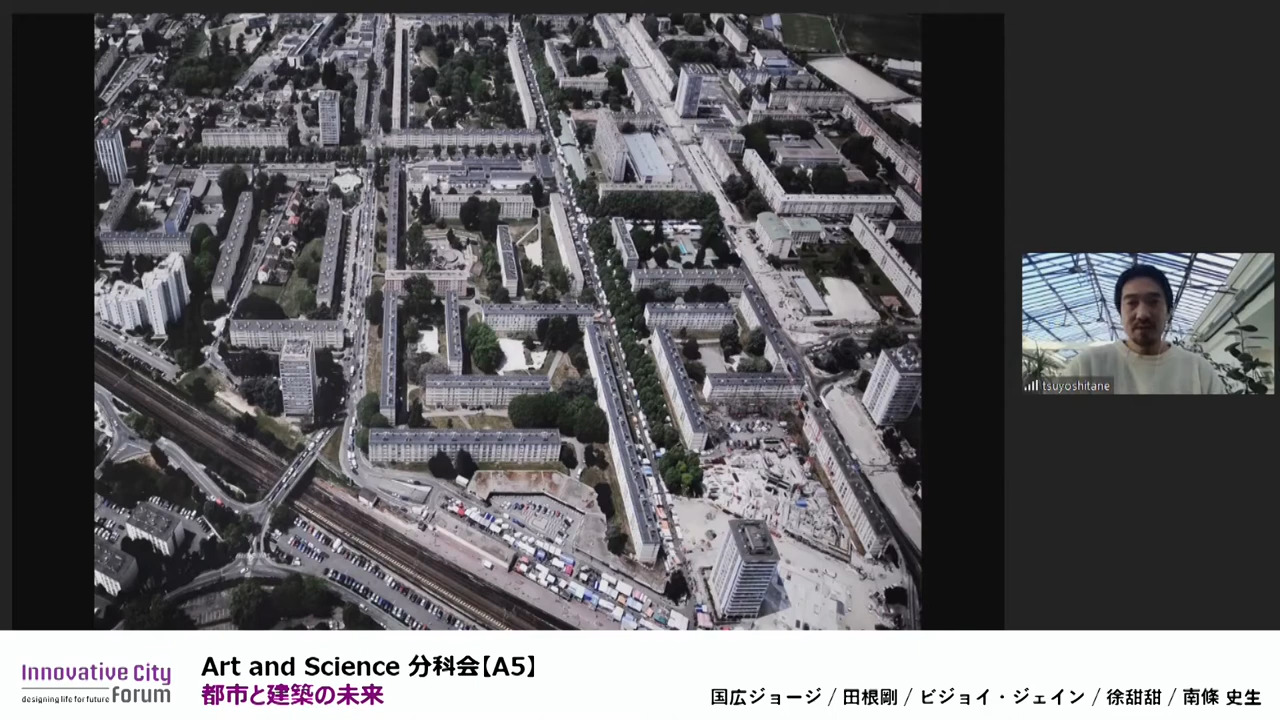 tsuyoshitane
Innovative City
designing life for future Forum
Art and Science 分科会【A5】
都市と建築の未来
国広ジョージ / 田根剛 / ビジョイ・ジェイン / 徐甜甜 / 南條 史生